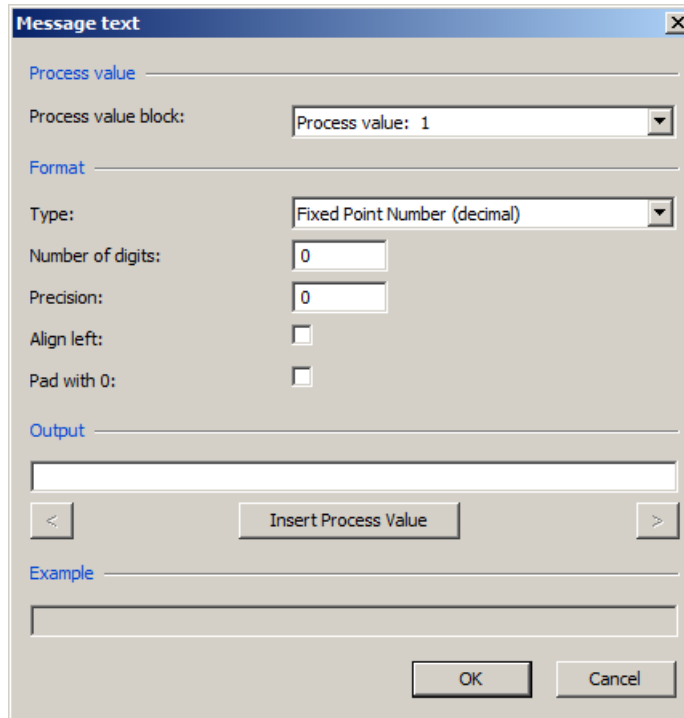 Message text
Process value
Process value block: Process value: 1
Format
Type: Fixed Point Number (decimal)
Number of digits: 0
Precision: 0
Align left:
Pad with 0:
Output
< Insert Process Value >
Example
OK Cancel